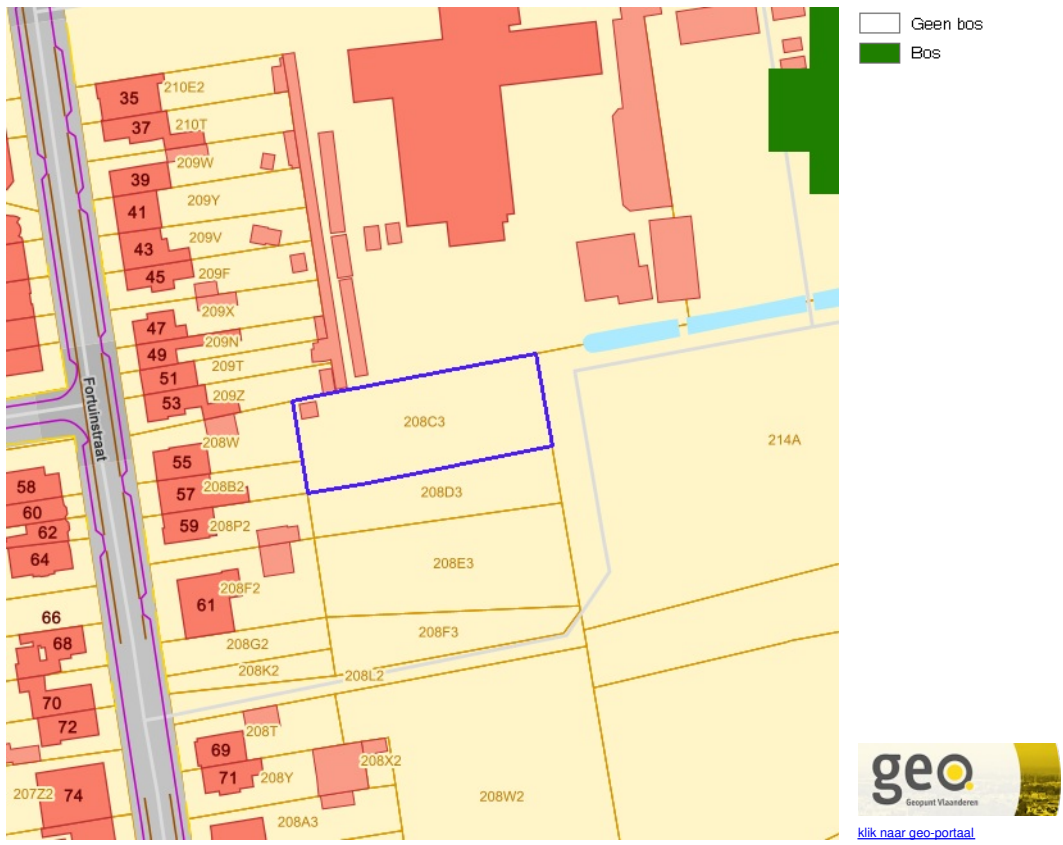 Geen bos
Bos
35
210E2
37
210T
209W
39
209Y
41
209V
43
45
209F
209X
47
209N
49
209T
51
209Z
53
Fortuinstraat
208C3
208W
214A
55
58
57
208B2
208D3
60
59
208P2
62
64
208E3
208F2
61
66
208F3
68
208G2
208K2
208L2
70
72
208T
69
208X2
71
208Y
207Z2
74
208W2
208A3
geo.
Geopunt Vlaanderen
klik naar geo-portaal